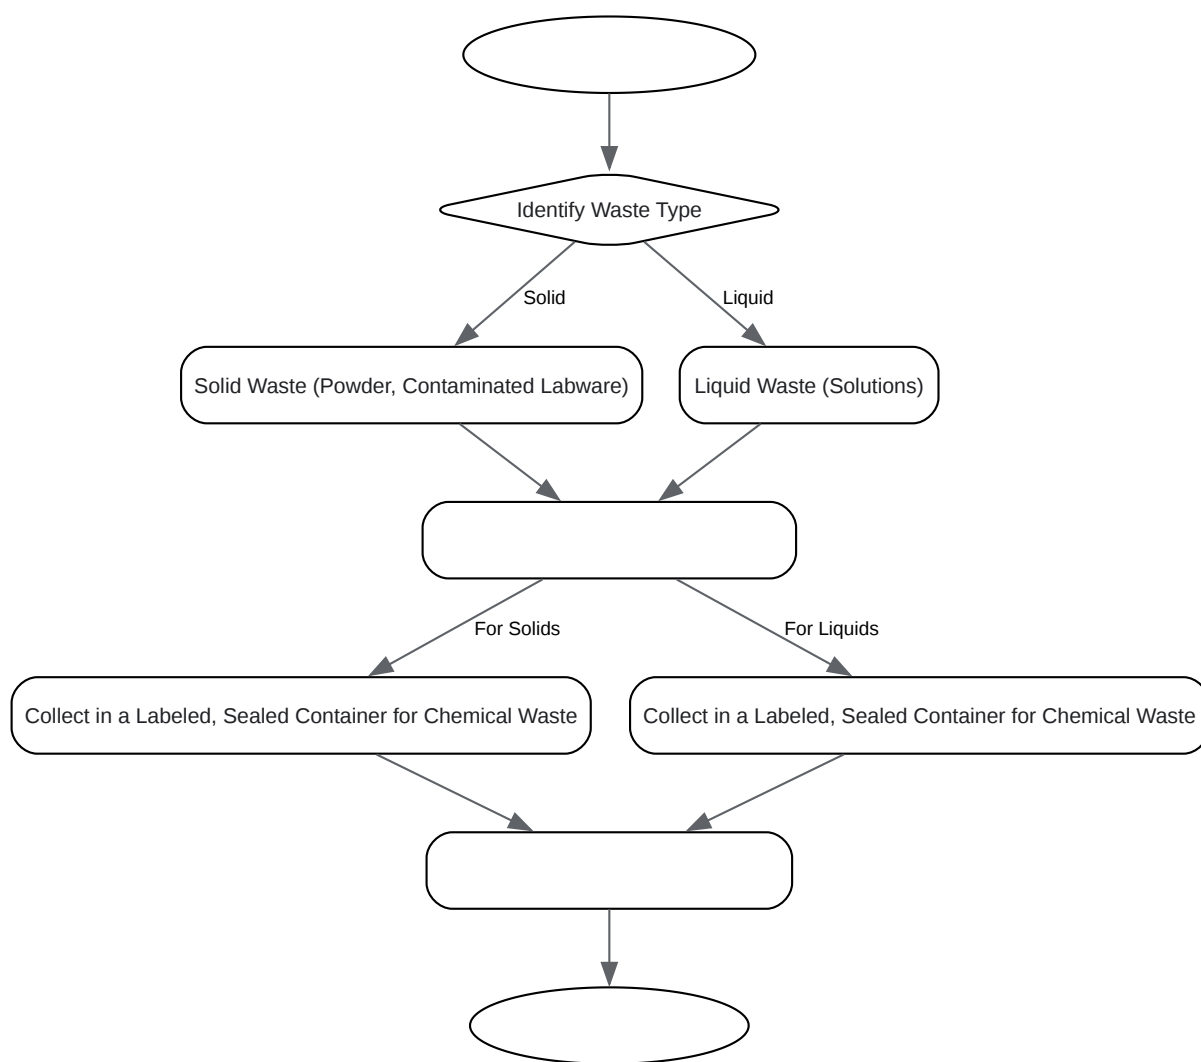 Identify Waste Type
Solid
Liquid
Solid Waste (Powder, Contaminated Labware)
Liquid Waste (Solutions)
For Solids
For Liquids
Collect in a Labeled, Sealed Container for Chemical Waste
Collect in a Labeled, Sealed Container for Chemical Waste